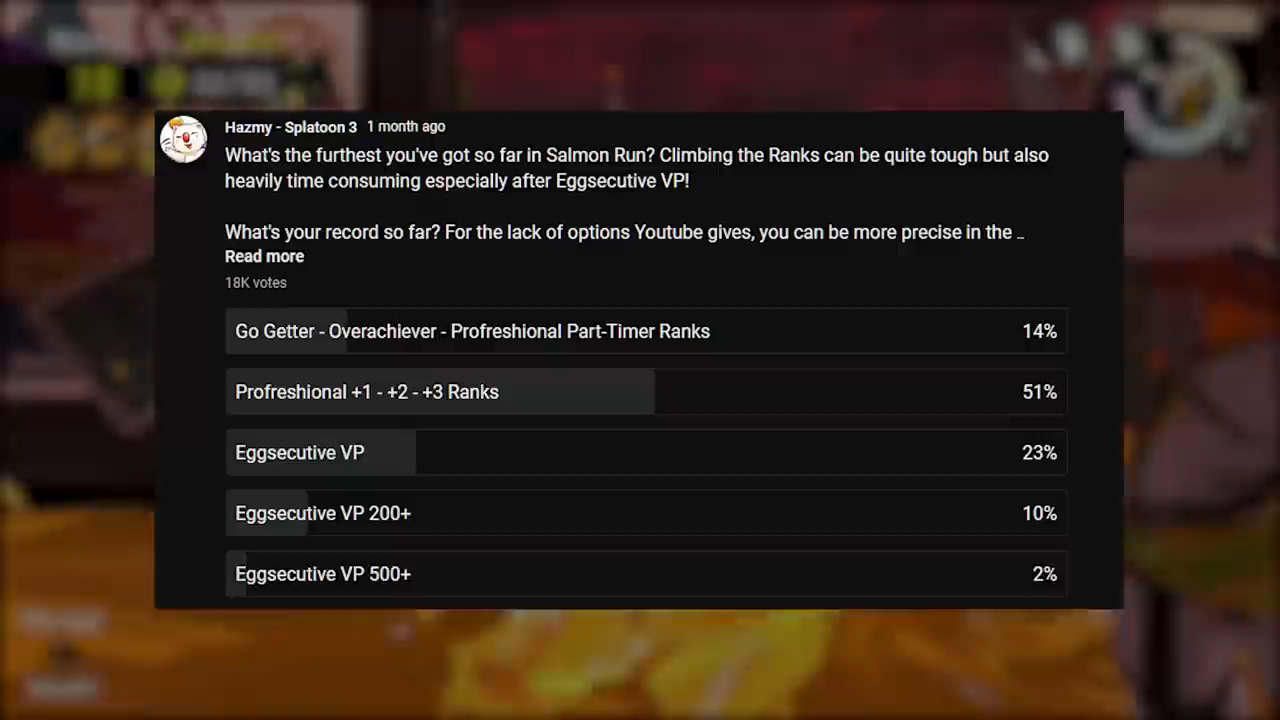 Hazmy - Splatoon 3 1 month ago
What's the furthest you've got so far in Salmon Run? Climbing the Ranks can be quite tough but also
heavily time consuming especially after Eggsecutive VP!
What's your record so far? For the lack of options Youtube gives, you can be more precise in the ...
Read more
18K votes
Go Getter - Overachiever - Profreshional Part-Timer Ranks 14%
Profreshional +1 - +2 - +3 Ranks 51%
Eggsecutive VP 23%
Eggsecutive VP 200+ 10%
Eggsecutive VP 500+ 2%